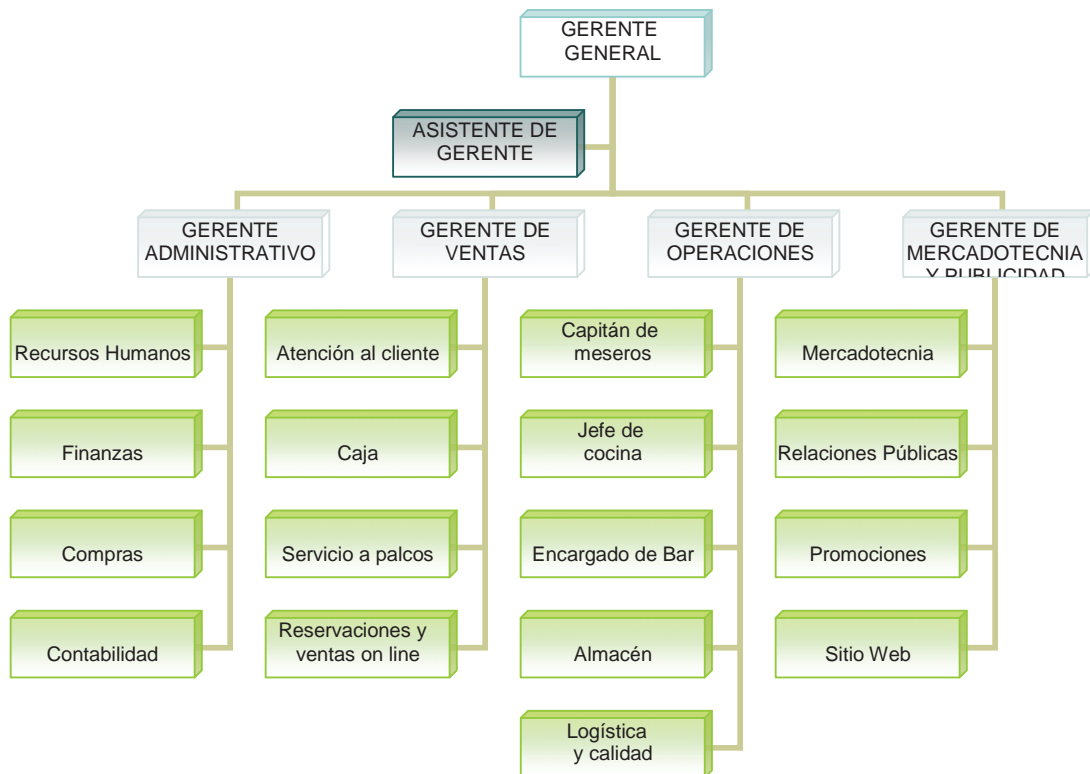 GERENTE
GENERAL
ASISTENTE DE
GERENTE
GERENTE
ADMINISTRATIVO
GERENTE DE
VENTAS
GERENTE DE
OPERACIONES
GERENTE DE
MERCADOTECNIA
Y PUBLICIDAD
Recursos Humanos
Finanzas
Compras
Contabilidad
Atención al cliente
Caja
Servicio a palcos
Reservaciones y
ventas on line
Capitán de
meseros
Jefe de
cocina
Encargado de Bar
Almacén
Logística
y calidad
Mercadotecnia
Relaciones Públicas
Promociones
Sitio Web